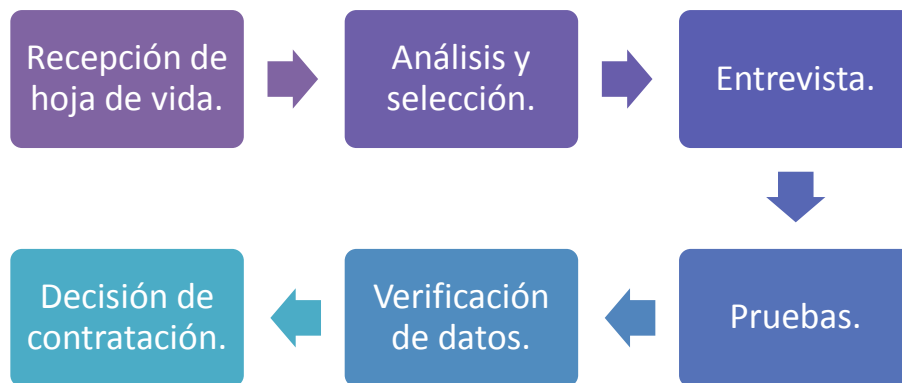 Recepción de
hoja de vida.
Análisis y
selección.
Entrevista.
Pruebas.
Verificación
de datos.
Decisión de
contratación.